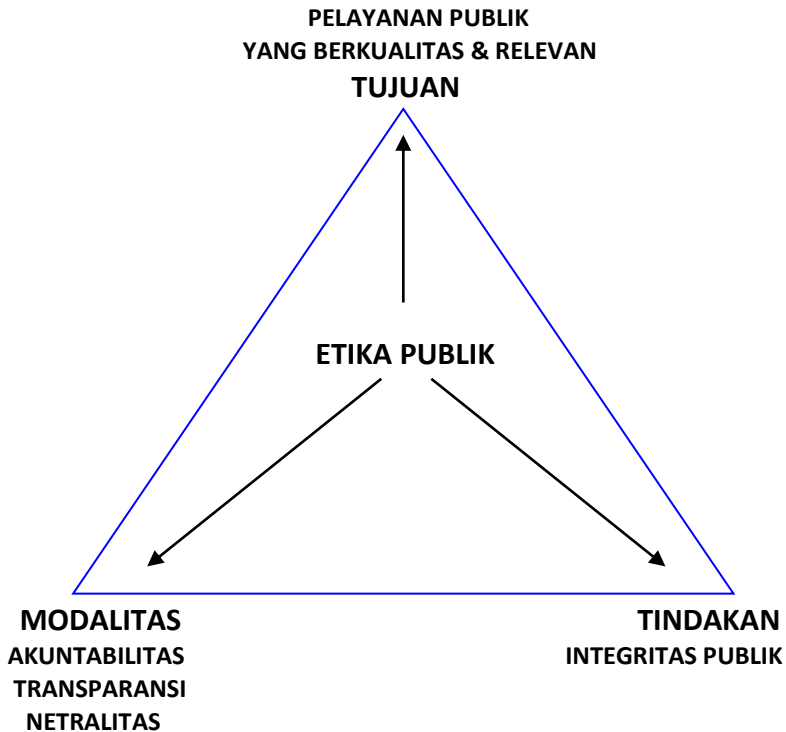 PELAYANAN PUBLIK
YANG BERKUALITAS & RELEVAN
TUJUAN
ETIKA PUBLIK
MODALITAS
AKUNTABILITAS
TRANSPARANSI
NETRALITAS
TINDAKAN
INTEGRITAS PUBLIK